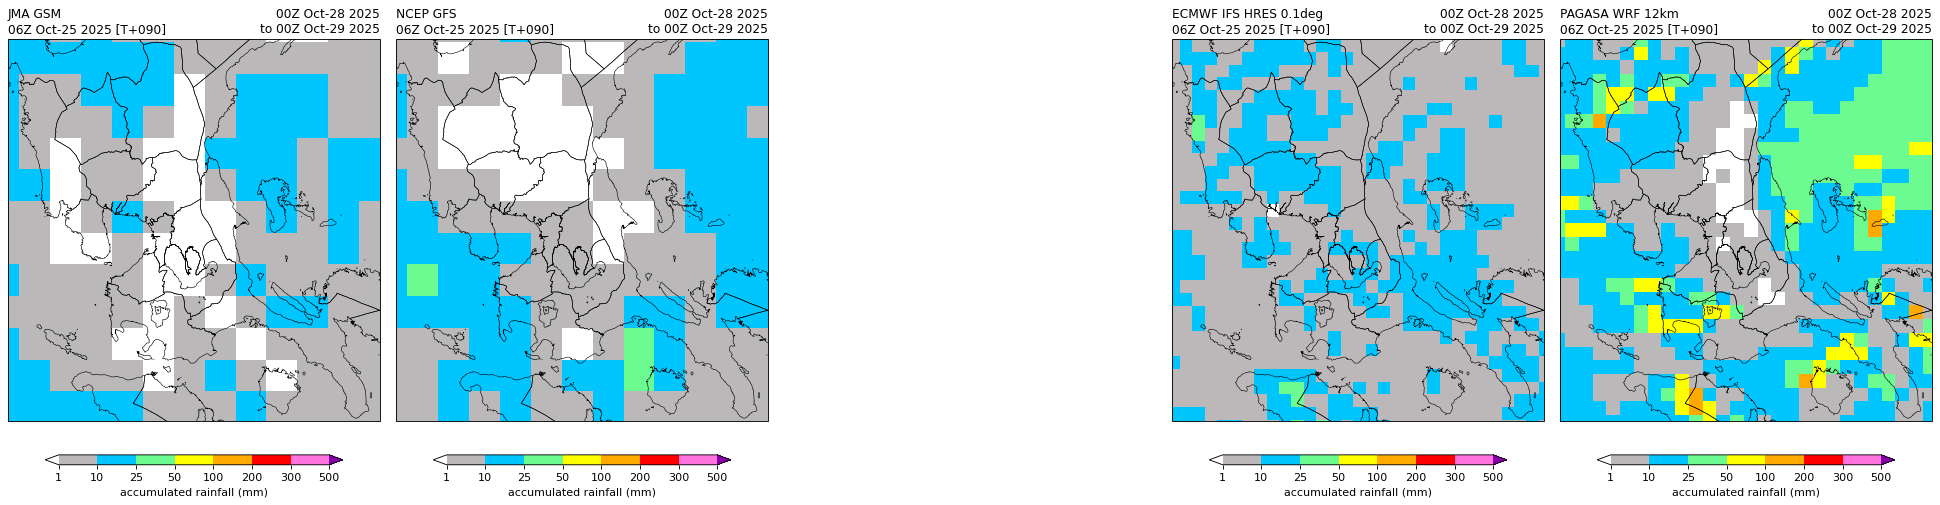 JMA GSM 00Z Oct-28 2025
06Z Oct-25 2025 [T+090] to 00Z Oct-29 2025
1 10 25 50 100 200 300 500
accumulated rainfall (mm)
NCEP GFS 00Z Oct-28 2025
06Z Oct-25 2025 [T+090] to 00Z Oct-29 2025
1 10 25 50 100 200 300 500
accumulated rainfall (mm)
ECMWF IFS HRES 0.1deg 00Z Oct-28 2025
06Z Oct-25 2025 [T+090] to 00Z Oct-29 2025
1 10 25 50 100 200 300 500
accumulated rainfall (mm)
PAGASA WRF 12km 00Z Oct-28 2025
06Z Oct-25 2025 [T+090] to 00Z Oct-29 2025
1 10 25 50 100 200 300 500
accumulated rainfall (mm)